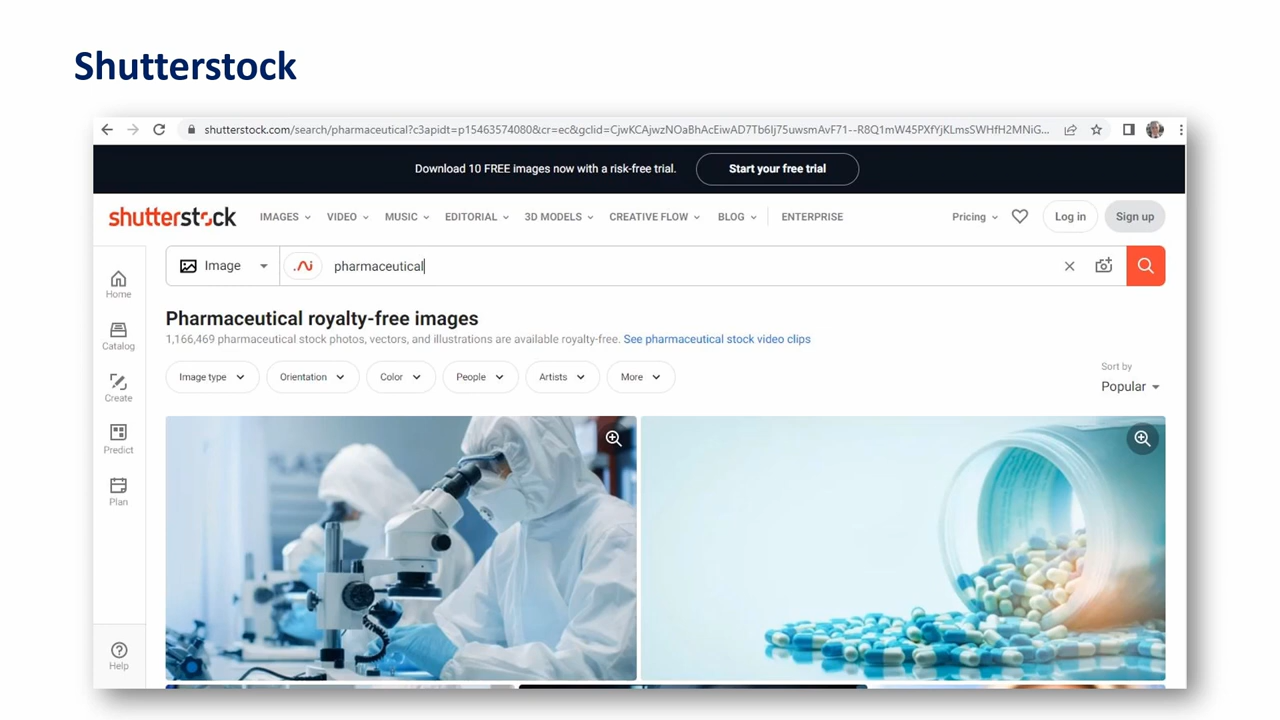 Shutterstock
shutterstock.com/search/pharmaceutical?c3apidt=p15463574080&cr=ec&gclid=CjwKCAjwzNOaBhAcEiwAD7Tb6Ij75uwsmAvF71--R8Q1mW45PXfYjKLmsSWHfH2MNiG...
Download 10 FREE images now with a risk-free trial. Start your free trial
shutterstock IMAGES VIDEO MUSIC EDITORIAL 3D MODELS CREATIVE FLOW BLOG ENTERPRISE Pricing Log in Sign up
Image .Ai pharmaceutical
Home
Catalog
Create
Predict
Plan
Help
Pharmaceutical royalty-free images
1,166,469 pharmaceutical stock photos, vectors, and illustrations are available royalty-free. See pharmaceutical stock video clips
Image type Orientation Color People Artists More
Sort by
Popular